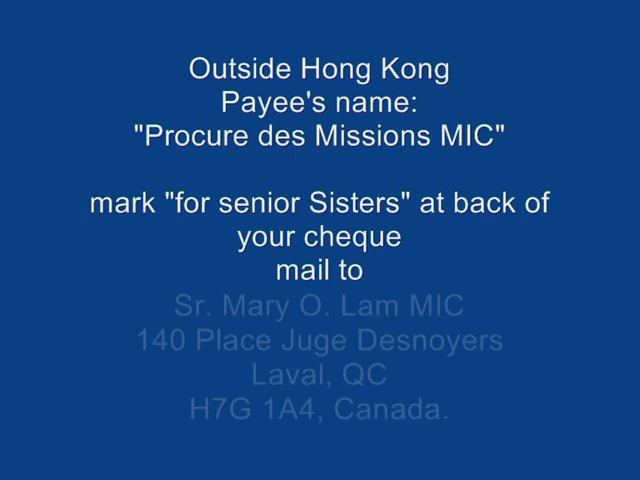 Outside Hong Kong
Payee's name:
"Procure des Missions MIC"
mark "for senior Sisters" at back of
your cheque
mail to
Sr. Mary O. Lam MIC
140 Place Juge Desnoyers
Laval, QC
H7G 1A4, Canada.